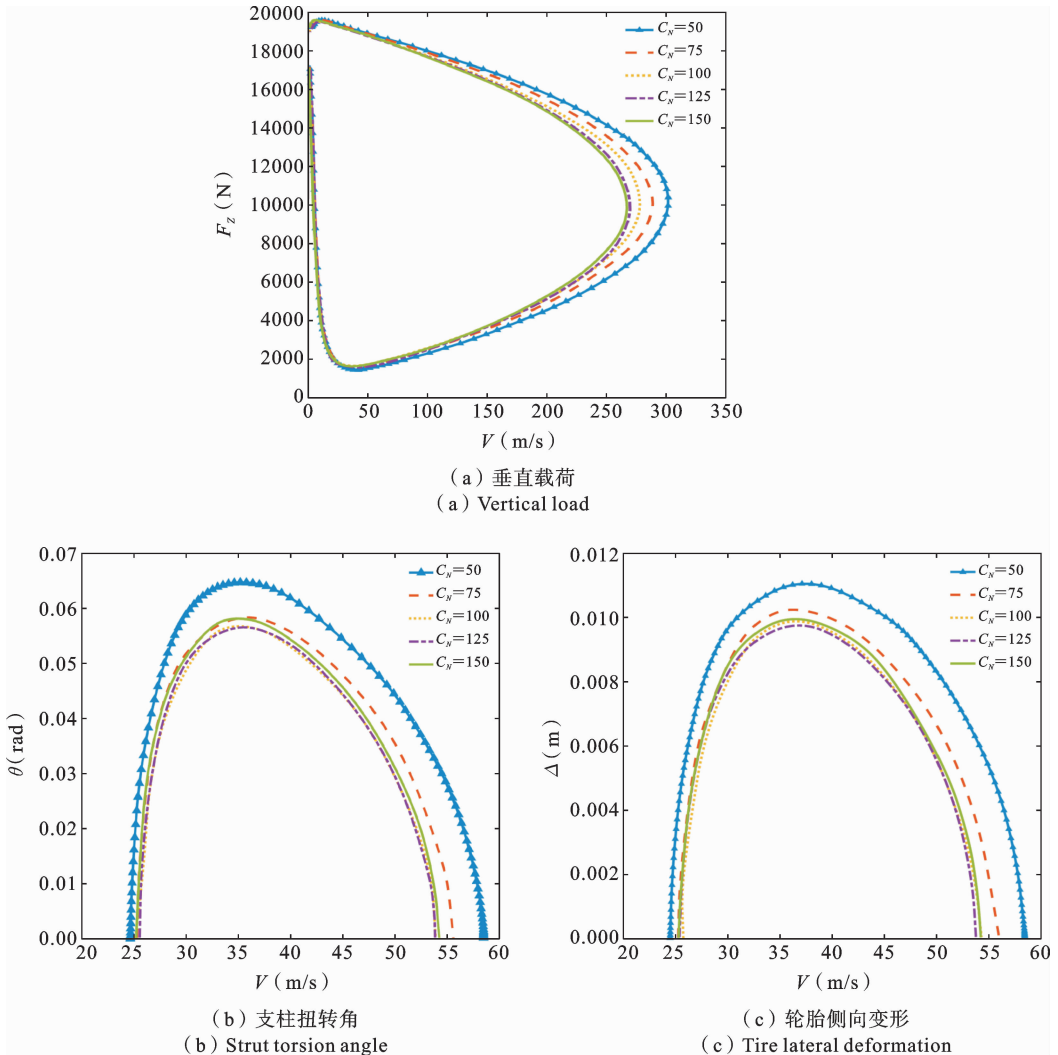 20000
18000
16000
14000
12000
10000
8000
6000
4000
2000
0
F_Z (N)
C_N=50
C_N=75
C_N=100
C_N=125
C_N=150
0 50 100 150 200 250 300 350
V (m/s)
(a) 垂直载荷
(a) Vertical load
0.07
0.06
0.05
0.04
0.03
0.02
0.01
0.00
θ(rad)
C_N=50
C_N=75
C_N=100
C_N=125
C_N=150
20 25 30 35 40 45 50 55 60
V (m/s)
(b) 支柱扭转角
(b) Strut torsion angle
0.012
0.010
0.008
0.006
0.004
0.002
0.000
Δ(m)
C_N=50
C_N=75
C_N=100
C_N=125
C_N=150
20 25 30 35 40 45 50 55 60
V (m/s)
(c) 轮胎侧向变形
(c) Tire lateral deformation